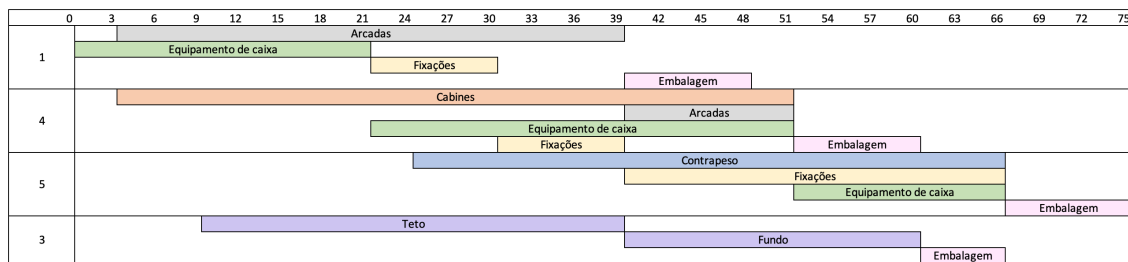 0 3 6 9 12 15 18 21 24 27 30 33 36 39 42 45 48 51 54 57 60 63 66 69 72 75
Arcadas
1
Equipamento de caixa
Fixações
Embalagem
Cabines
4
Arcadas
Equipamento de caixa
Fixações Embalagem
Contrapeso
5
Fixações
Equipamento de caixa
Embalagem
Teto
3
Fundo
Embalagem